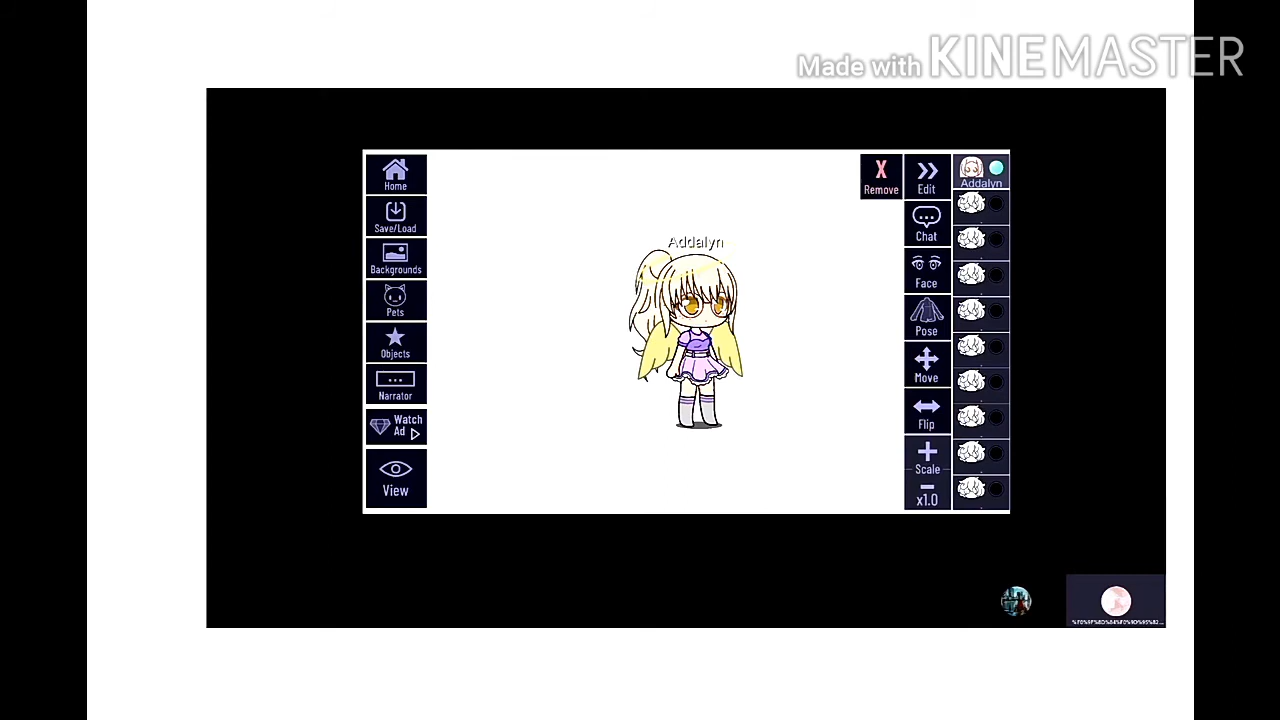 Made with KINEMASTER
Home
Save/Load
Backgrounds
Pets
Objects
Narrator
Watch
Ad
View
Addalyn
X
Remove
Edit
Chat
Face
Pose
Move
Flip
Scale
x1.0
Addalyn